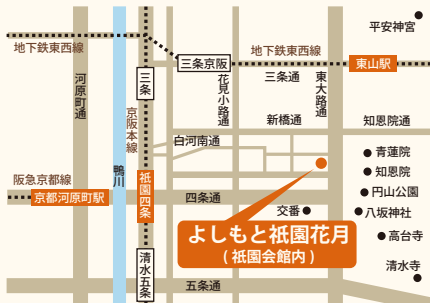 平安神宮
地下鉄東西線
地下鉄東西線
三条京阪
東山駅
三条
三条通
河原町通
花見小路通
東大路通
京阪本線
新橋通
知恩院通
白河南通
青蓮院
知恩院
鴨川
阪急京都線
祇園四条
円山公園
京都河原町駅
四条通
交番
八坂神社
よしもと祇園花月
(祇園会館内)
高台寺
清水五条
清水寺
五条通